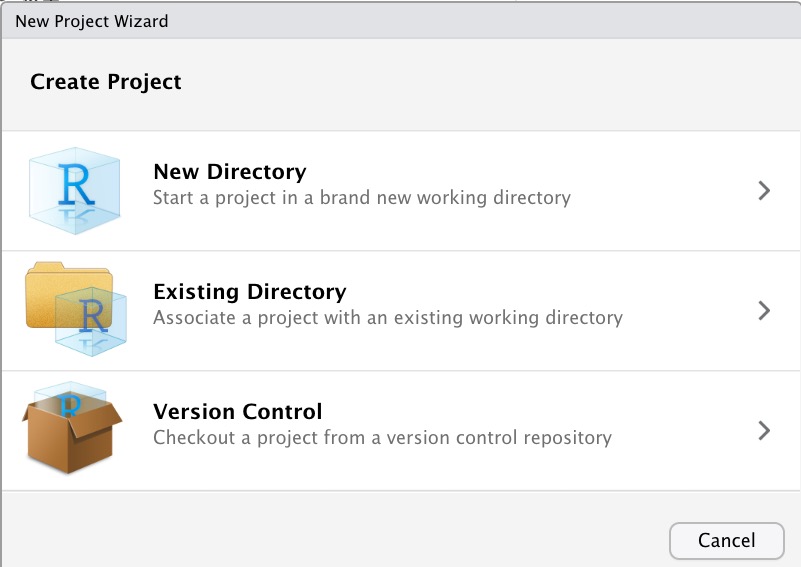 New Project Wizard
Create Project
R
New Directory
Start a project in a brand new working directory
R
Existing Directory
Associate a project with an existing working directory
R
Version Control
Checkout a project from a version control repository
Cancel